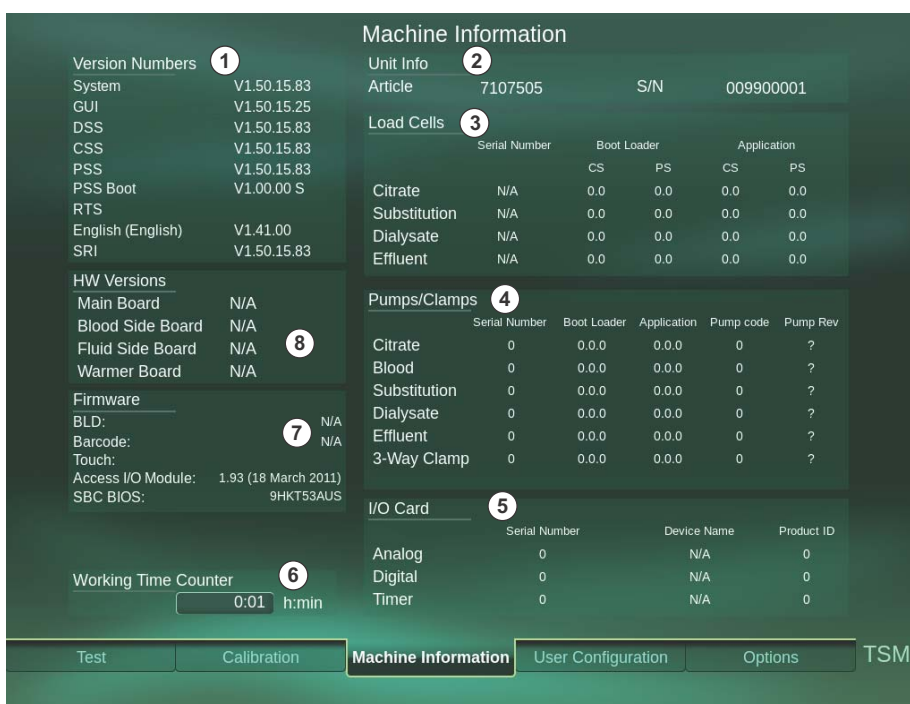 Machine Information
Version Numbers 1
System V1.50.15.83
GUI V1.50.15.25
DSS V1.50.15.83
CSS V1.50.15.83
PSS V1.50.15.83
PSS Boot V1.00.00 S
RTS
English (English) V1.41.00
SRI V1.50.15.83
HW Versions
Main Board N/A
Blood Side Board N/A
Fluid Side Board N/A 8
Warmer Board N/A
Firmware
BLD: N/A
7
Barcode: N/A
Touch:
Access I/O Module: 1.93 (18 March 2011)
SBC BIOS: 9HKT53AUS
Working Time Counter 6
0:01 h:min
Unit Info 2
Article 7107505 S/N 009900001
Load Cells 3
Serial Number Boot Loader Application
CS PS CS PS
Citrate N/A 0.0 0.0 0.0 0.0
Substitution N/A 0.0 0.0 0.0 0.0
Dialysate N/A 0.0 0.0 0.0 0.0
Effluent N/A 0.0 0.0 0.0 0.0
Pumps/Clamps 4
Serial Number Boot Loader Application Pump code Pump Rev
Citrate 0 0.0.0 0.0.0 0 ?
Blood 0 0.0.0 0.0.0 0 ?
Substitution 0 0.0.0 0.0.0 0 ?
Dialysate 0 0.0.0 0.0.0 0 ?
Effluent 0 0.0.0 0.0.0 0 ?
3-Way Clamp 0 0.0.0 0.0.0 0 ?
I/O Card 5
Serial Number Device Name Product ID
Analog 0 N/A 0
Digital 0 N/A 0
Timer 0 N/A 0
Test Calibration Machine Information User Configuration Options TSM